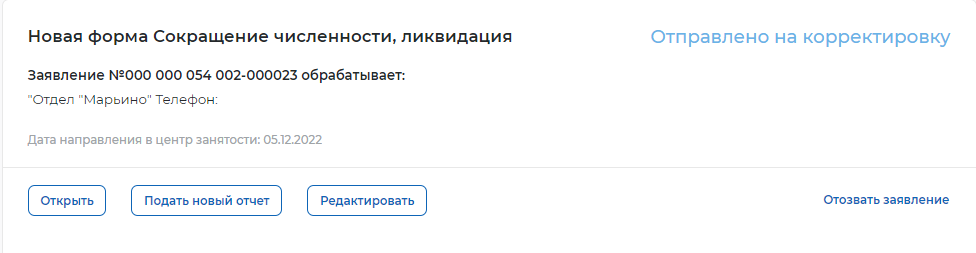 Новая форма Сокращение численности, ликвидация
Отправлено на корректировку
Заявление №000 000 054 002-000023 обрабатывает:
"Отдел "Марьино" Телефон:
Дата направления в центр занятости: 05.12.2022
Открыть
Подать новый отчет
Редактировать
Отозвать заявление